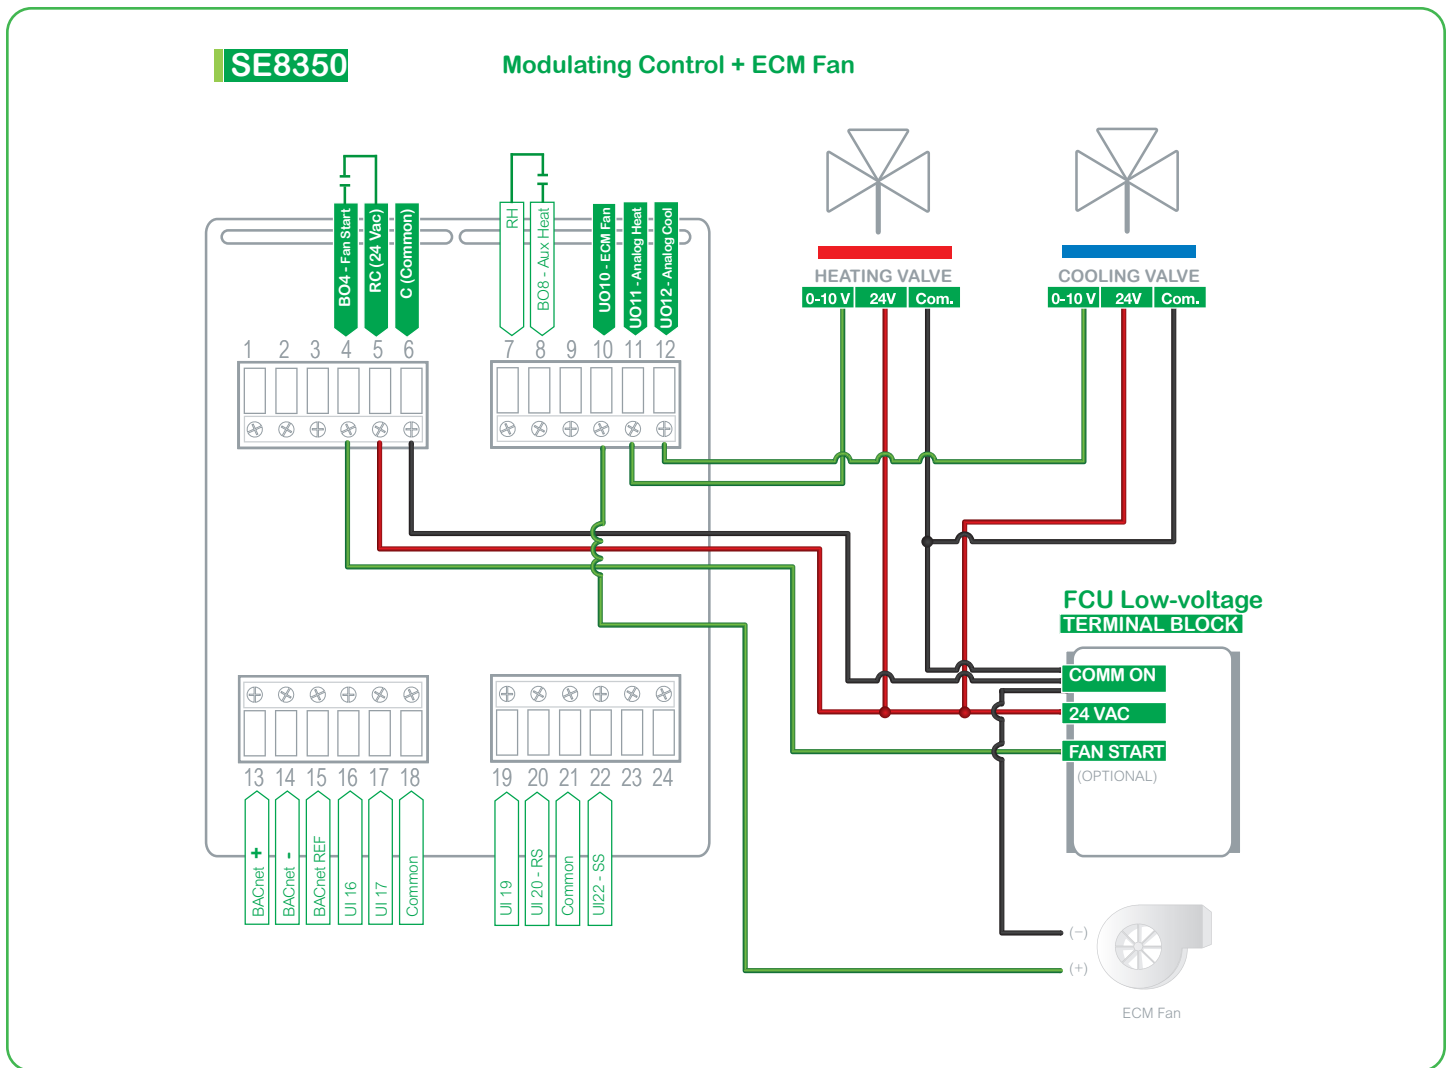 SE8350
Modulating Control + ECM Fan
BO4 - Fan Start
RC (24 Vac)
C (Common)
RH
BO8 - Aux Heat
UO10 - ECM Fan
UO11 - Analog Heat
UO12 - Analog Cool
1 2 3 4 5 6
7 8 9 10 11 12
HEATING VALVE
0-10 V 24V Com.
COOLING VALVE
0-10 V 24V Com.
FCU Low-voltage
TERMINAL BLOCK
COMM ON
24 VAC
FAN START
(OPTIONAL)
13 14 15 16 17 18
19 20 21 22 23 24
BACnet +
BACnet -
BACnet REF
UI 16
UI 17
Common
UI 19
UI 20 - RS
Common
UI22 - SS
(−)
(+)
ECM Fan